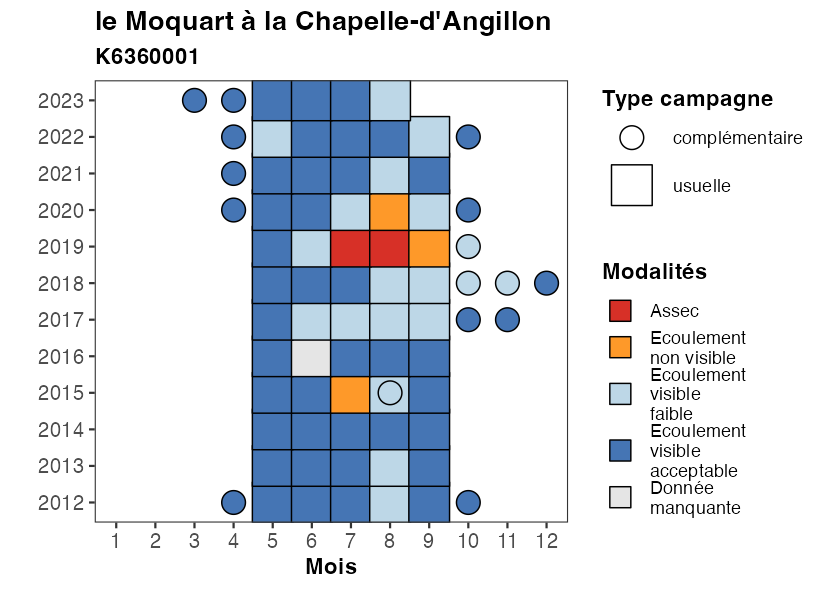 le Moquart à la Chapelle-d'Angillon
K6360001
2023
2022
2021
2020
2019
2018
2017
2016
2015
2014
2013
2012
1 2 3 4 5 6 7 8 9 10 11 12
Mois
Type campagne
complémentaire
usuelle
Modalités
Assec
Ecoulement
non visible
Ecoulement
visible
faible
Ecoulement
visible
acceptable
Donnée
manquante